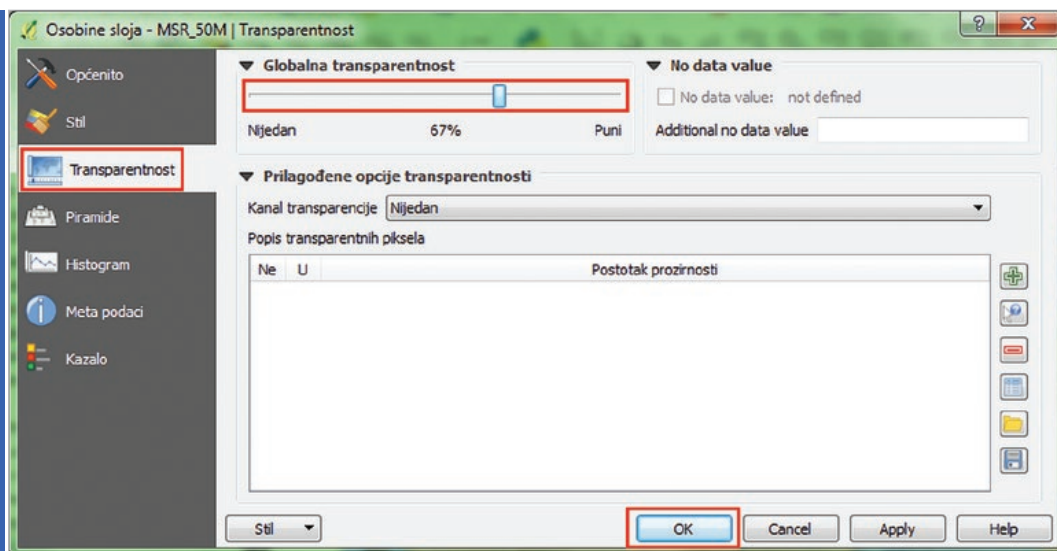 Osobine sloja - MSR_50M | Transparentnost
Općenito
Stil
Transparentnost
Piramide
Histogram
Meta podaci
Kazalo
Globalna transparentnost
Nijedan 67% Puni
No data value
No data value: not defined
Additional no data value
Prilagođene opcije transparentnosti
Kanal transparencije Nijedan
Popis transparentnih piksela
Ne U Postotak prozirnosti
Stil OK Cancel Apply Help